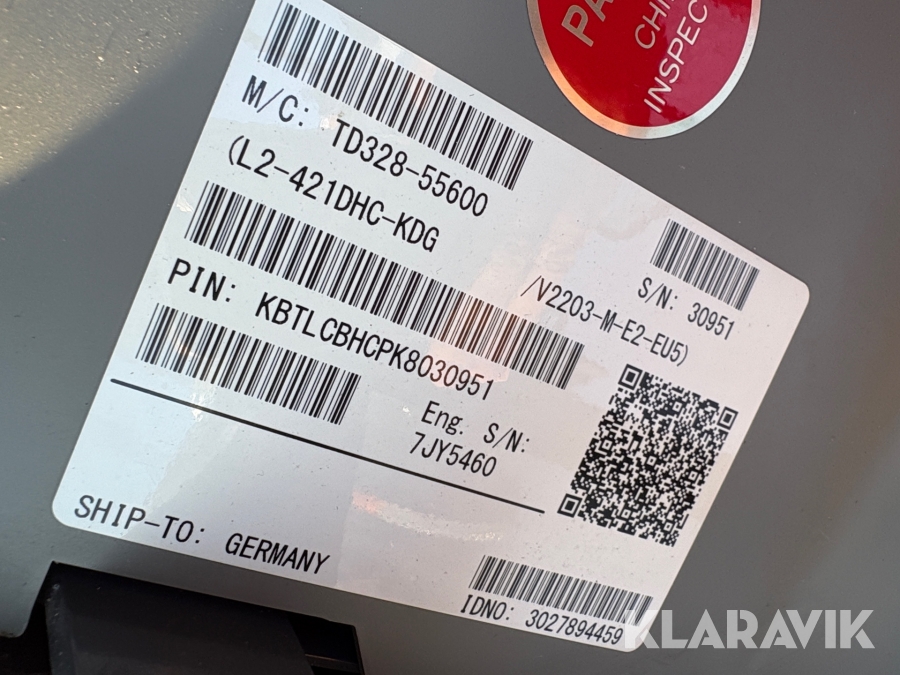 PA
CHI
INSPEC
M/C: TD328-55600
(L2-421DHC-KDG
/V2203-M-E2-EU5)
S/N: 30951
PIN: KBTLCBHCPK8030951
Eng. S/N:
7JY5460
SHIP-TO: GERMANY
IDNO: 3027894459
KLARAVIK